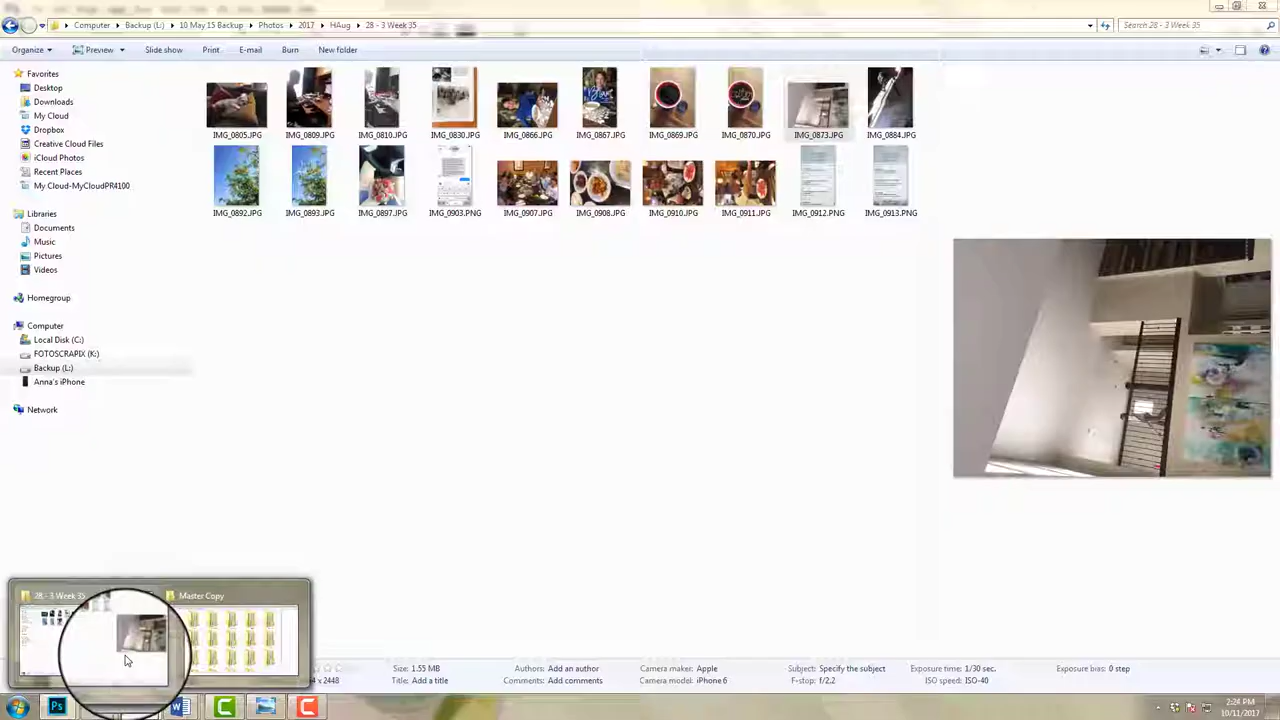 Computer ▸ Backup (L:) ▸ 10 May 15 Backup ▸ Photos ▸ 2017 ▸ HAug ▸ 28 - 3 Week 35
Search 28 - 3 Week 35
Organize Preview Slide show Print E-mail Burn New folder
Favorites
Desktop
Downloads
My Cloud
Dropbox
Creative Cloud Files
iCloud Photos
Recent Places
My Cloud-MyCloudPR4100
Libraries
Documents
Music
Pictures
Videos
Homegroup
Computer
Local Disk (C:)
FOTOSCRAPIX (K:)
Backup (L:)
Anna's iPhone
Network
IMG_0805.JPG IMG_0809.JPG IMG_0810.JPG IMG_0830.JPG IMG_0866.JPG IMG_0867.JPG IMG_0869.JPG IMG_0870.JPG IMG_0873.JPG IMG_0884.JPG
IMG_0892.JPG IMG_0893.JPG IMG_0897.JPG IMG_0903.PNG IMG_0907.JPG IMG_0908.JPG IMG_0910.JPG IMG_0911.JPG IMG_0912.PNG IMG_0913.PNG
28 - 3 Week 35 Master Copy
Size: 1.55 MB Authors: Add an author Camera maker: Apple Subject: Specify the subject Exposure time: 1/30 sec. Exposure bias: 0 step
x 2448 Title: Add a title Comments: Add comments Camera model: iPhone 6 F-stop: f/2.2 ISO speed: ISO-40
Ps W C C
2:24 PM
10/11/2017